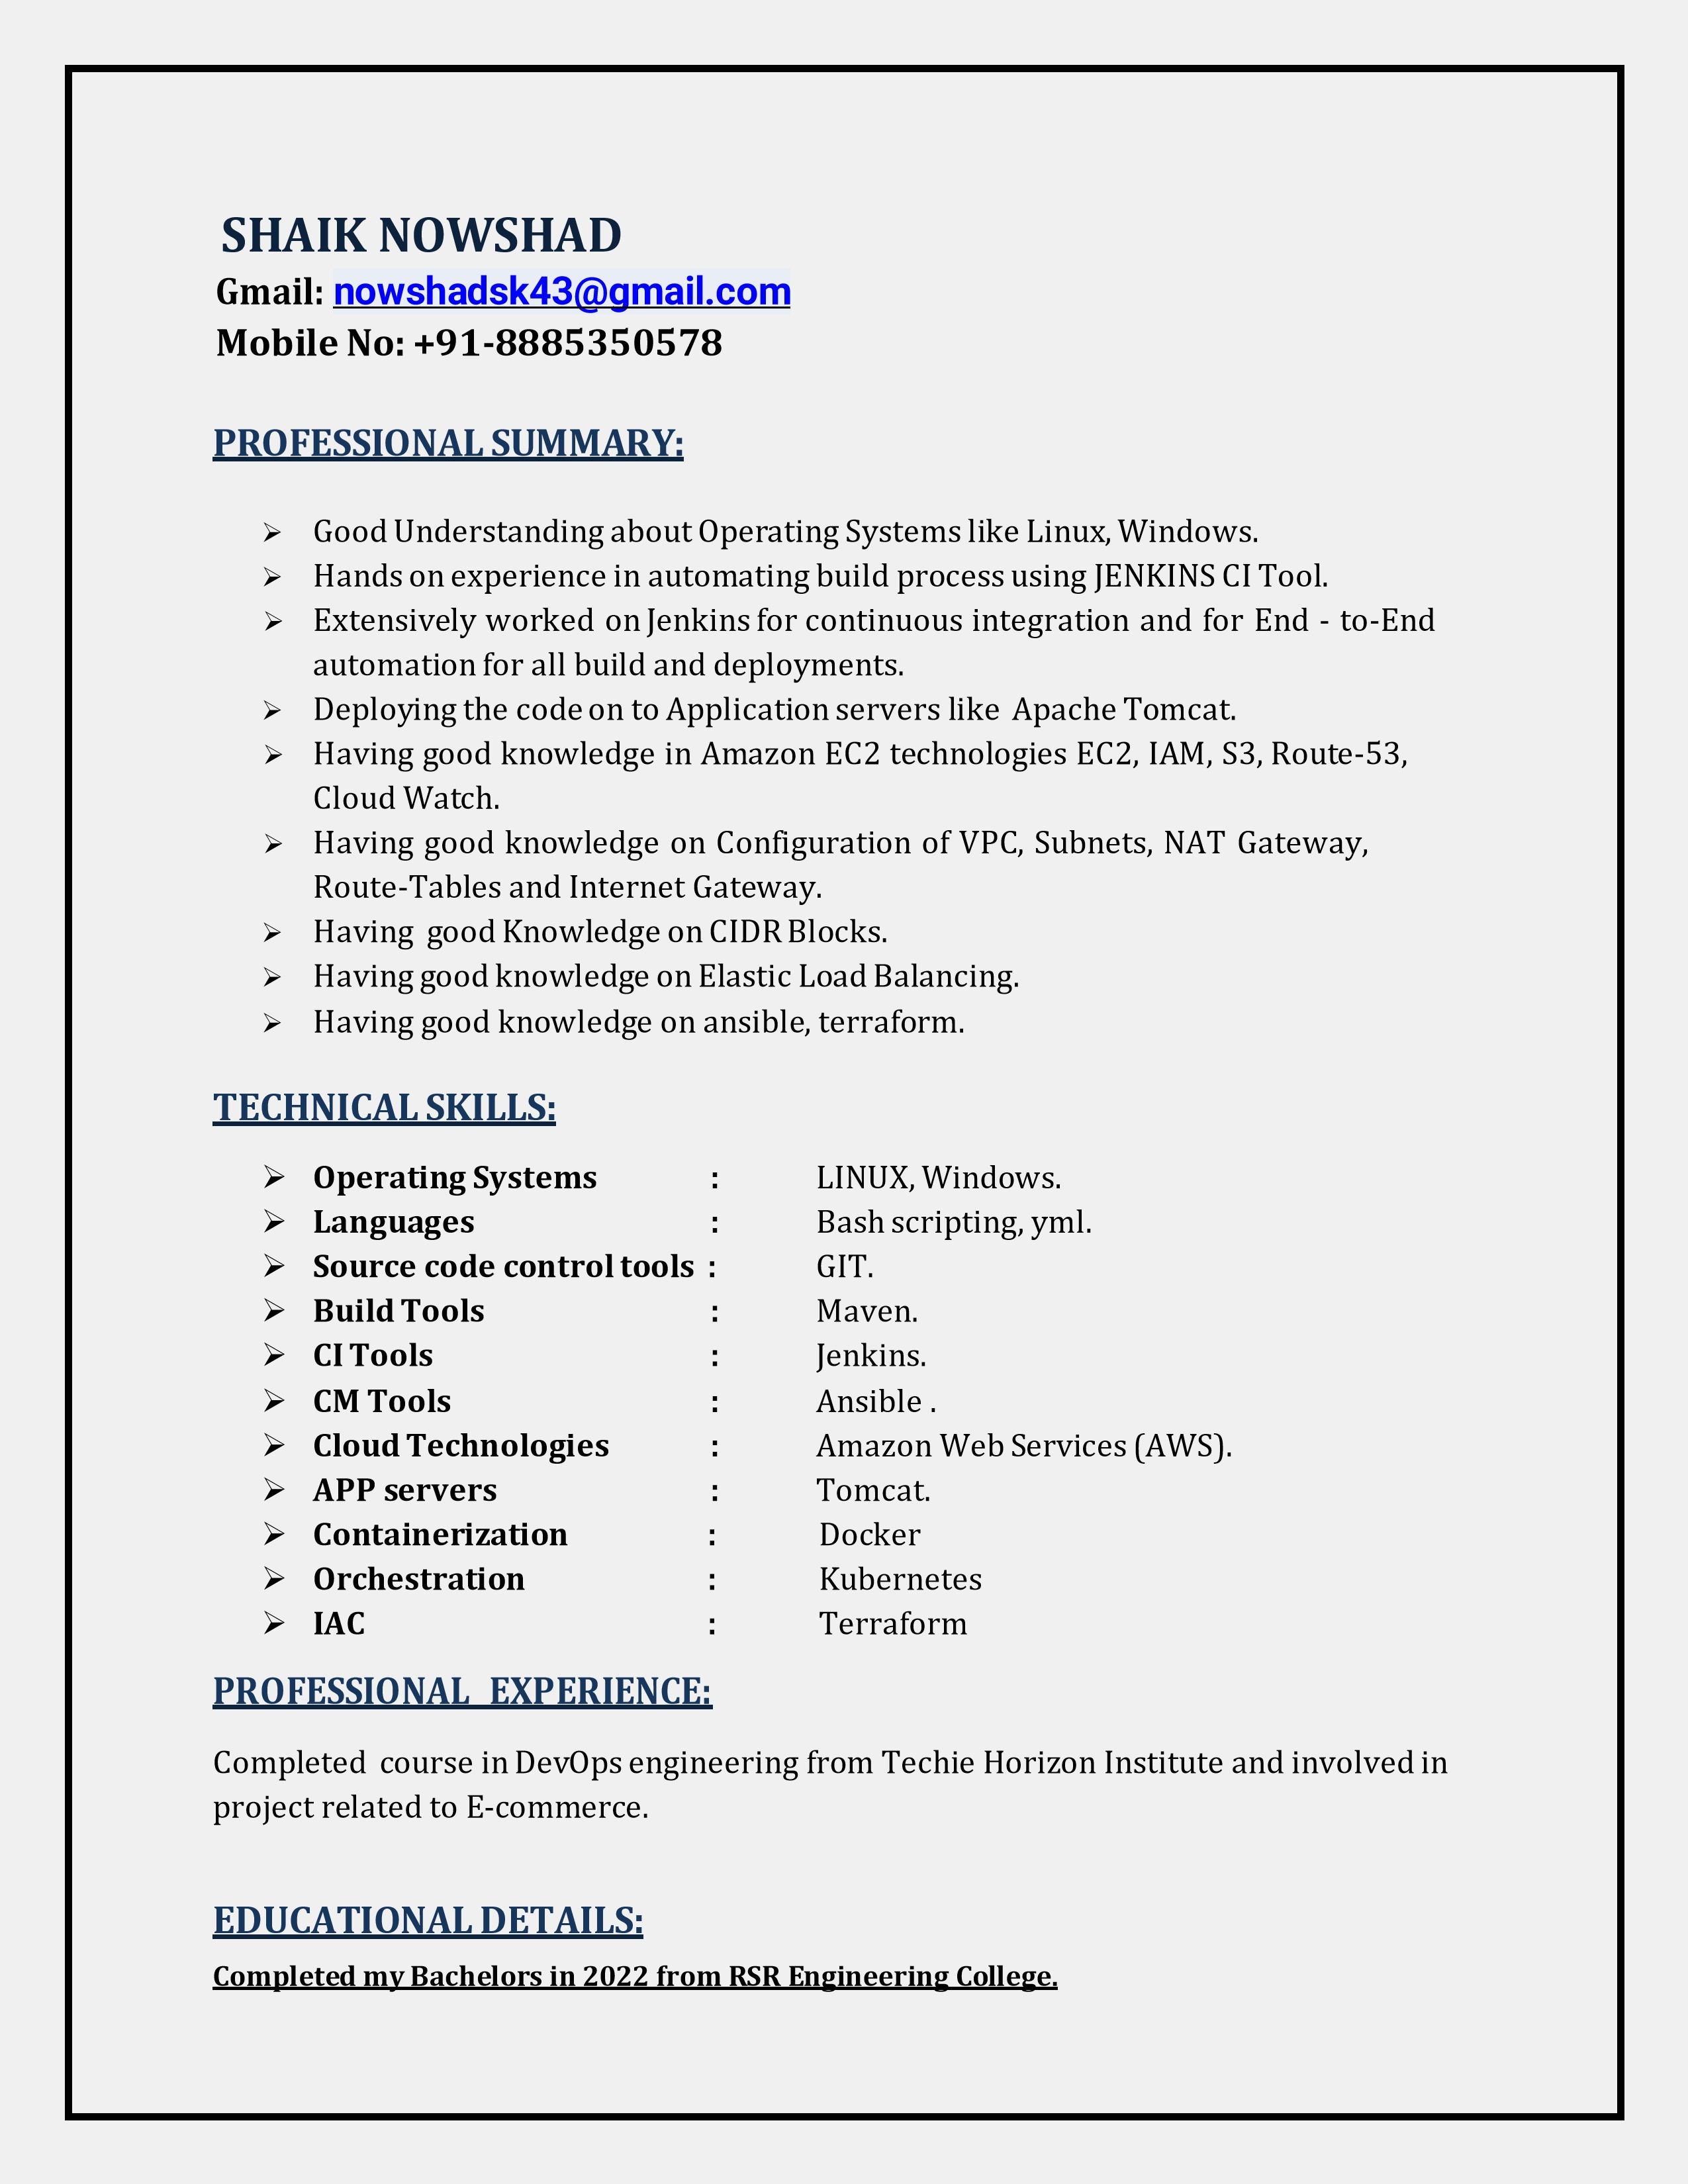 SHAIK NOWSHAD
Gmail: nowshadsk43@gmail.com
Mobile No: +91-8885350578
PROFESSIONAL SUMMARY:
➢ Good Understanding about Operating Systems like Linux, Windows.
➢ Hands on experience in automating build process using JENKINS CI Tool.
➢ Extensively worked on Jenkins for continuous integration and for End - to-End
automation for all build and deployments.
➢ Deploying the code on to Application servers like Apache Tomcat.
➢ Having good knowledge in Amazon EC2 technologies EC2, IAM, S3, Route-53,
Cloud Watch.
➢ Having good knowledge on Configuration of VPC, Subnets, NAT Gateway,
Route-Tables and Internet Gateway.
➢ Having good Knowledge on CIDR Blocks.
➢ Having good knowledge on Elastic Load Balancing.
➢ Having good knowledge on ansible, terraform.
TECHNICAL SKILLS:
➢ Operating Systems : LINUX, Windows.
➢ Languages : Bash scripting, yml.
➢ Source code control tools : GIT.
➢ Build Tools : Maven.
➢ CI Tools : Jenkins.
➢ CM Tools : Ansible .
➢ Cloud Technologies : Amazon Web Services (AWS).
➢ APP servers : Tomcat.
➢ Containerization : Docker
➢ Orchestration : Kubernetes
➢ IAC : Terraform
PROFESSIONAL EXPERIENCE:
Completed course in DevOps engineering from Techie Horizon Institute and involved in
project related to E-commerce.
EDUCATIONAL DETAILS:
Completed my Bachelors in 2022 from RSR Engineering College.